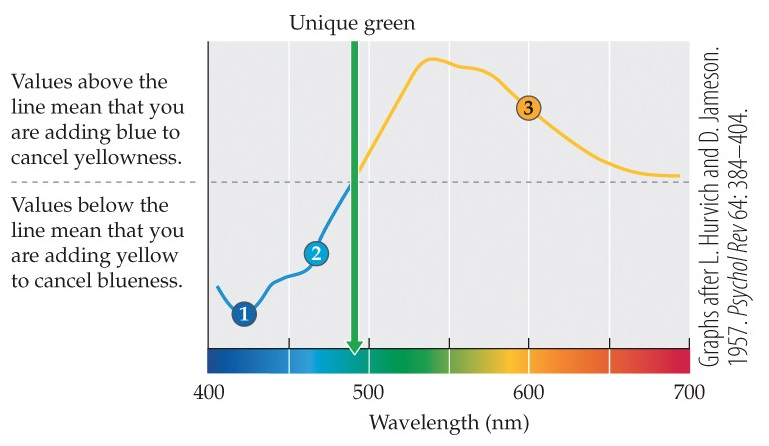 Unique green
Values above the
line mean that you
are adding blue to
cancel yellowness.
Values below the
line mean that you
are adding yellow
to cancel blueness.
1
2
3
400
500
600
700
Wavelength (nm)
Graphs after L. Hurvich and D. Jameson.
1957. Psychol Rev 64: 384–404.